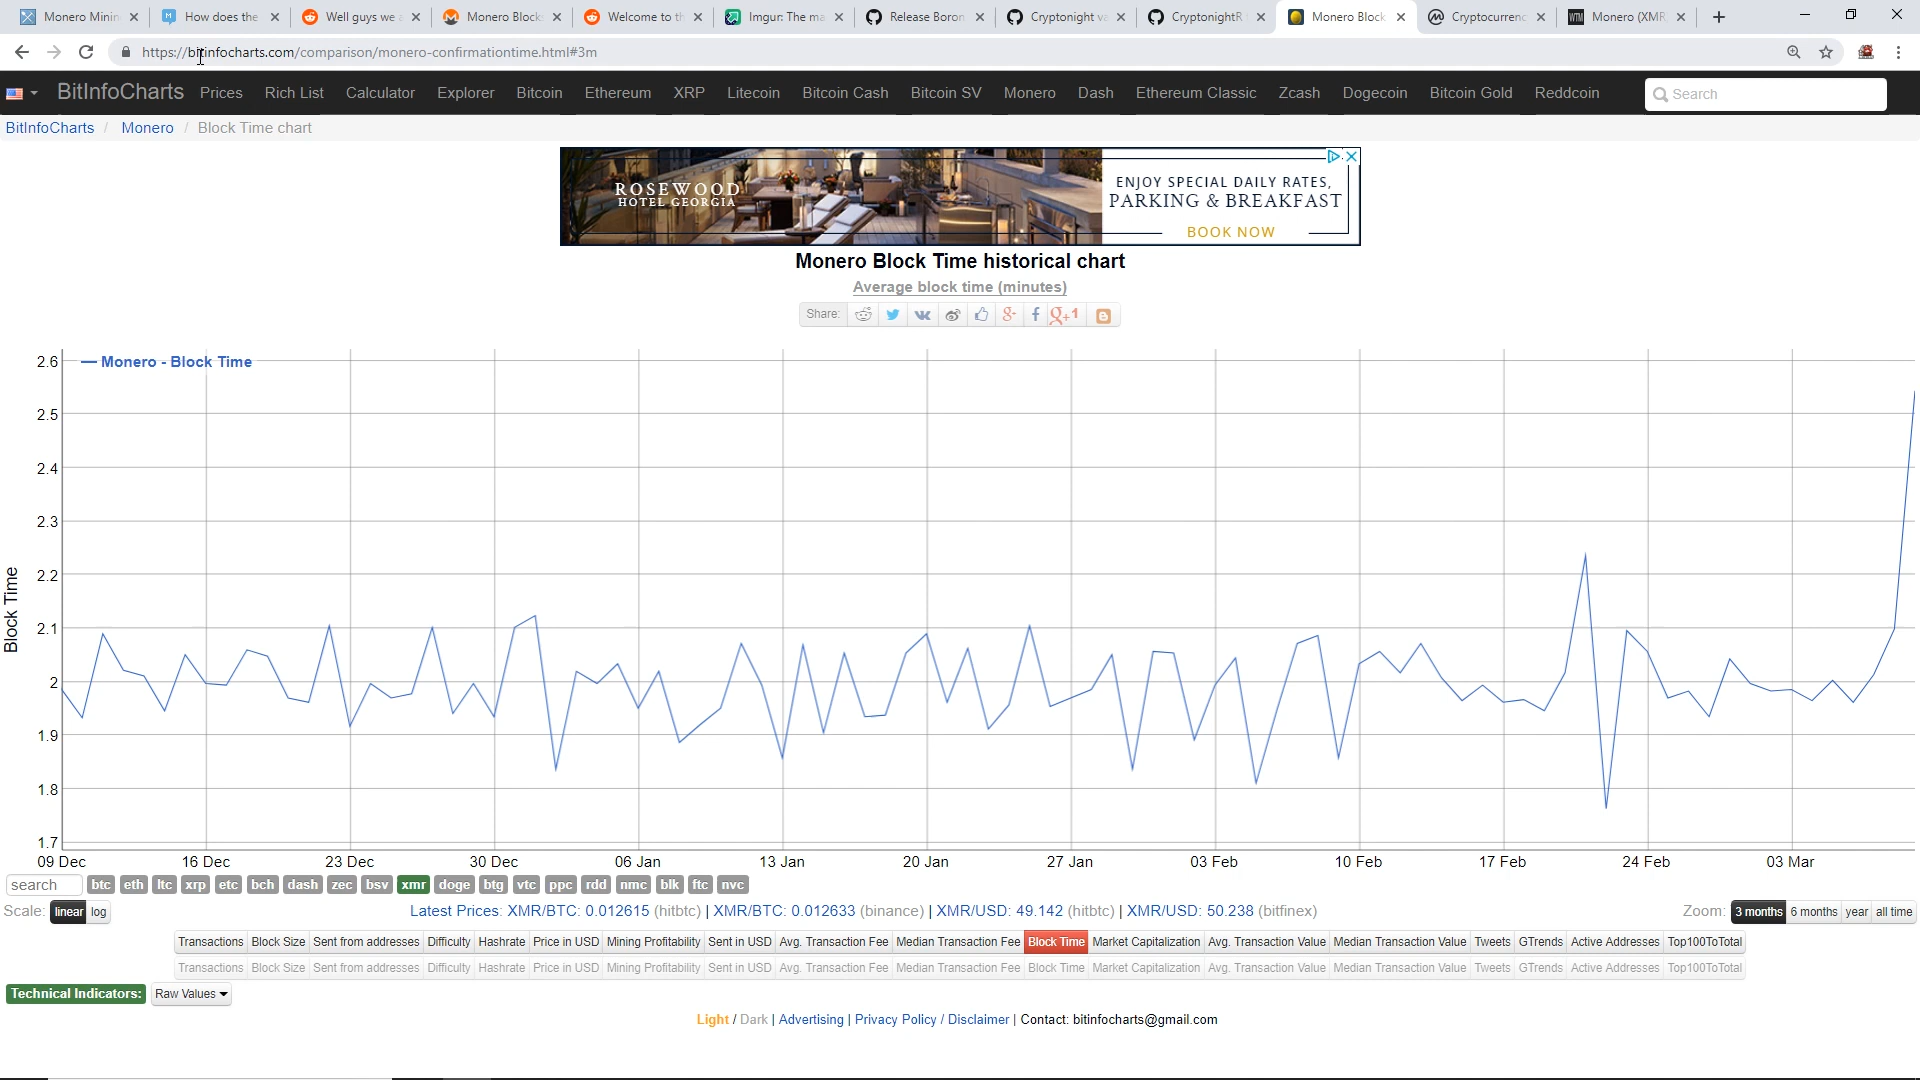 Monero Minin
How does the
Well guys we a
Monero Block
Welcome to th
Imgur: The ma
Release Boron
Cryptonight va
CryptonightR
Monero Block
Cryptocurrenc
Monero (XMR
https://bitinfocharts.com/comparison/monero-confirmationtime.html#3m
BitInfoCharts Prices Rich List Calculator Explorer Bitcoin Ethereum XRP Litecoin Bitcoin Cash Bitcoin SV Monero Dash Ethereum Classic Zcash Dogecoin Bitcoin Gold Reddcoin Search
BitInfoCharts / Monero / Block Time chart
ROSEWOOD
HOTEL GEORGIA
ENJOY SPECIAL DAILY RATES,
PARKING & BREAKFAST
BOOK NOW
Monero Block Time historical chart
Average block time (minutes)
Share: g+ f g+1
Monero - Block Time
2.6
2.5
2.4
2.3
2.2
2.1
2
1.9
1.8
1.7
Block Time
09 Dec 16 Dec 23 Dec 30 Dec 06 Jan 13 Jan 20 Jan 27 Jan 03 Feb 10 Feb 17 Feb 24 Feb 03 Mar
search btc eth ltc xrp etc bch dash zec bsv xmr doge btg vtc ppc rdd nmc blk ftc nvc
Scale: linear log
Latest Prices: XMR/BTC: 0.012615 (hitbtc) | XMR/BTC: 0.012633 (binance) | XMR/USD: 49.142 (hitbtc) | XMR/USD: 50.238 (bitfinex)
Zoom: 3 months 6 months year all time
Transactions Block Size Sent from addresses Difficulty Hashrate Price in USD Mining Profitability Sent in USD Avg. Transaction Fee Median Transaction Fee Block Time Market Capitalization Avg. Transaction Value Median Transaction Value Tweets GTrends Active Addresses Top100ToTotal
Transactions Block Size Sent from addresses Difficulty Hashrate Price in USD Mining Profitability Sent in USD Avg. Transaction Fee Median Transaction Fee Block Time Market Capitalization Avg. Transaction Value Median Transaction Value Tweets GTrends Active Addresses Top100ToTotal
Technical Indicators: Raw Values
Light / Dark | Advertising | Privacy Policy / Disclaimer | Contact: bitinfocharts@gmail.com